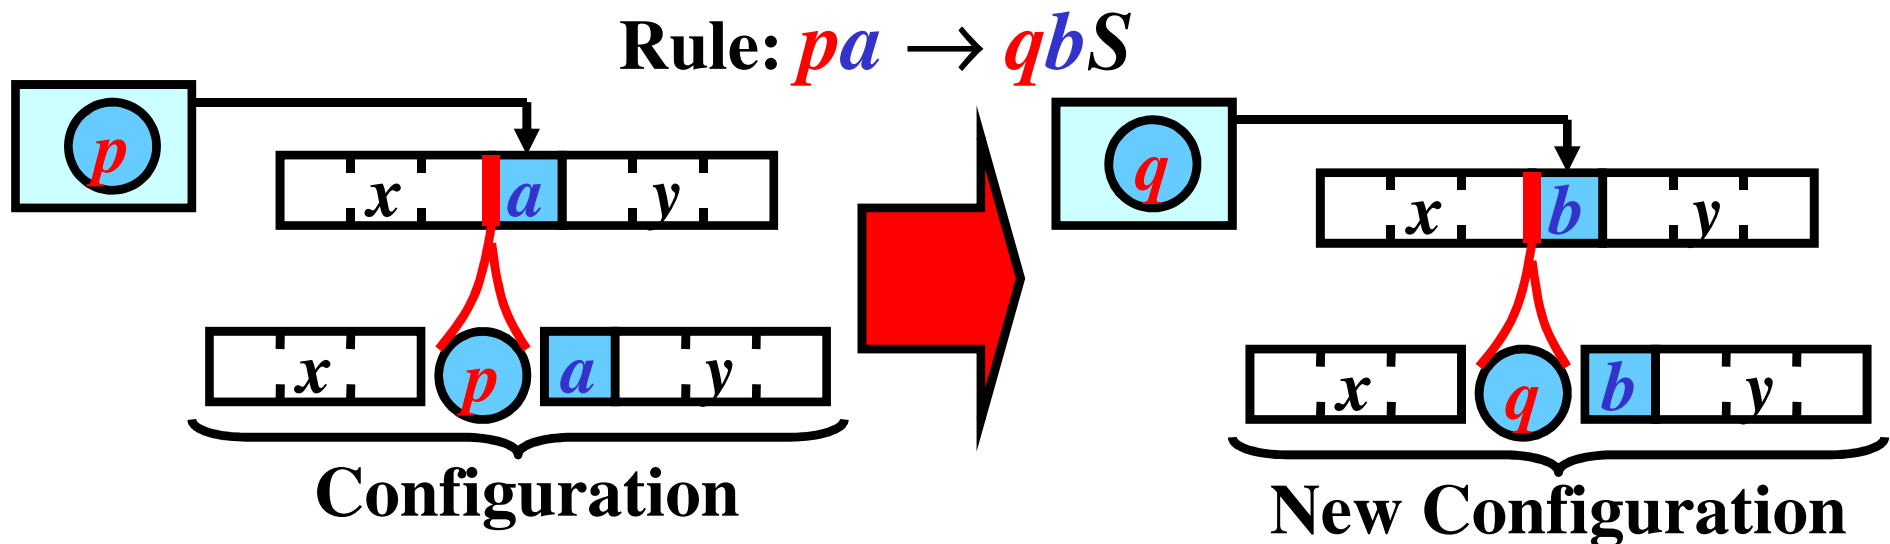 Rule: pa → qbS
p
q
x a y
x b y
x p a y
x q b y
Configuration
New Configuration